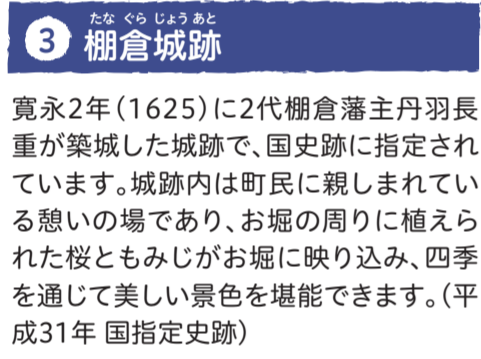 たな ぐら じょう あと
3 棚倉城跡
寛永2年(1625)に2代棚倉藩主丹羽長
重が築城した城跡で、国史跡に指定され
ています。城跡内は町民に親しまれてい
る憩いの場であり、お堀の周りに植えら
れた桜ともみじがお堀に映り込み、四季
を通じて美しい景色を堪能できます。(平
成31年 国指定史跡)